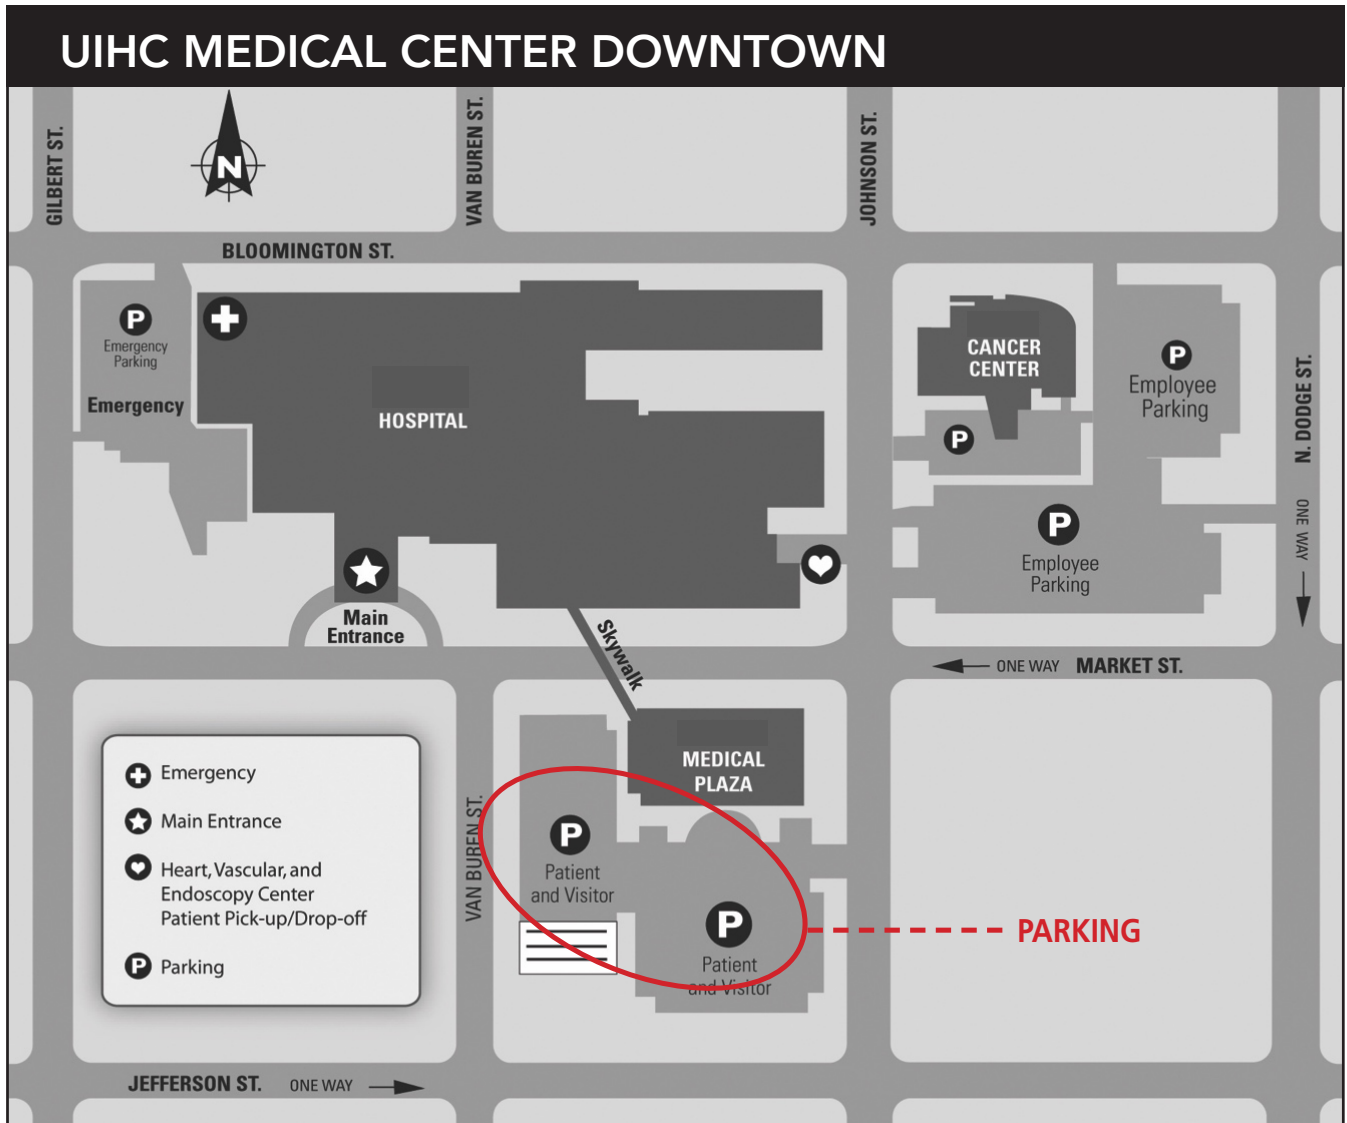 UIHC MEDICAL CENTER DOWNTOWN
GILBERT ST.
N
VAN BUREN ST.
JOHNSON ST.
BLOOMINGTON ST.
P
Emergency
Parking
Emergency
HOSPITAL
CANCER
CENTER
P
P
Employee
Parking
N. DODGE ST.
ONE WAY
P
Employee
Parking
Main
Entrance
Skywalk
ONE WAY MARKET ST.
MEDICAL
PLAZA
Emergency
Main Entrance
Heart, Vascular, and
Endoscopy Center
Patient Pick-up/Drop-off
P Parking
VAN BUREN ST.
P
Patient
and Visitor
P
Patient
and Visitor
PARKING
JEFFERSON ST. ONE WAY